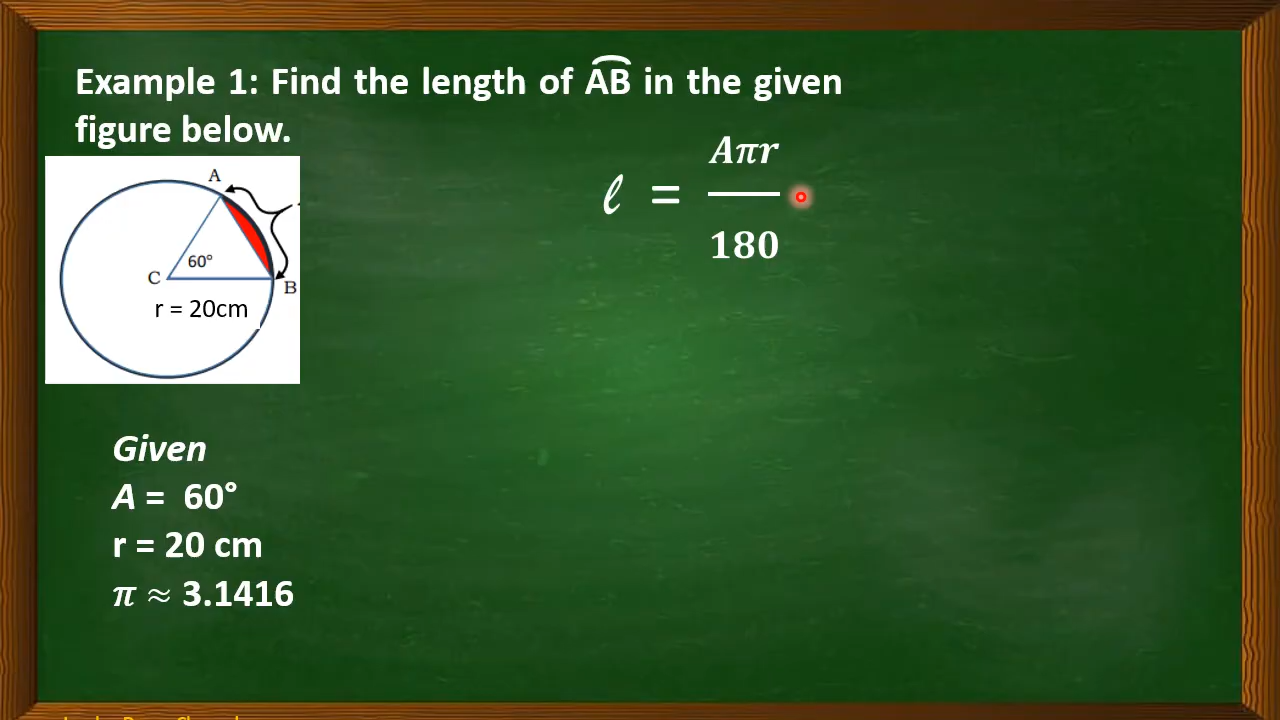 Example 1: Find the length of A͡B in the given
figure below.
A
60°
C
B
r = 20cm
ℓ = Aπr / 180
Given
A = 60°
r = 20 cm
π ≈ 3.1416